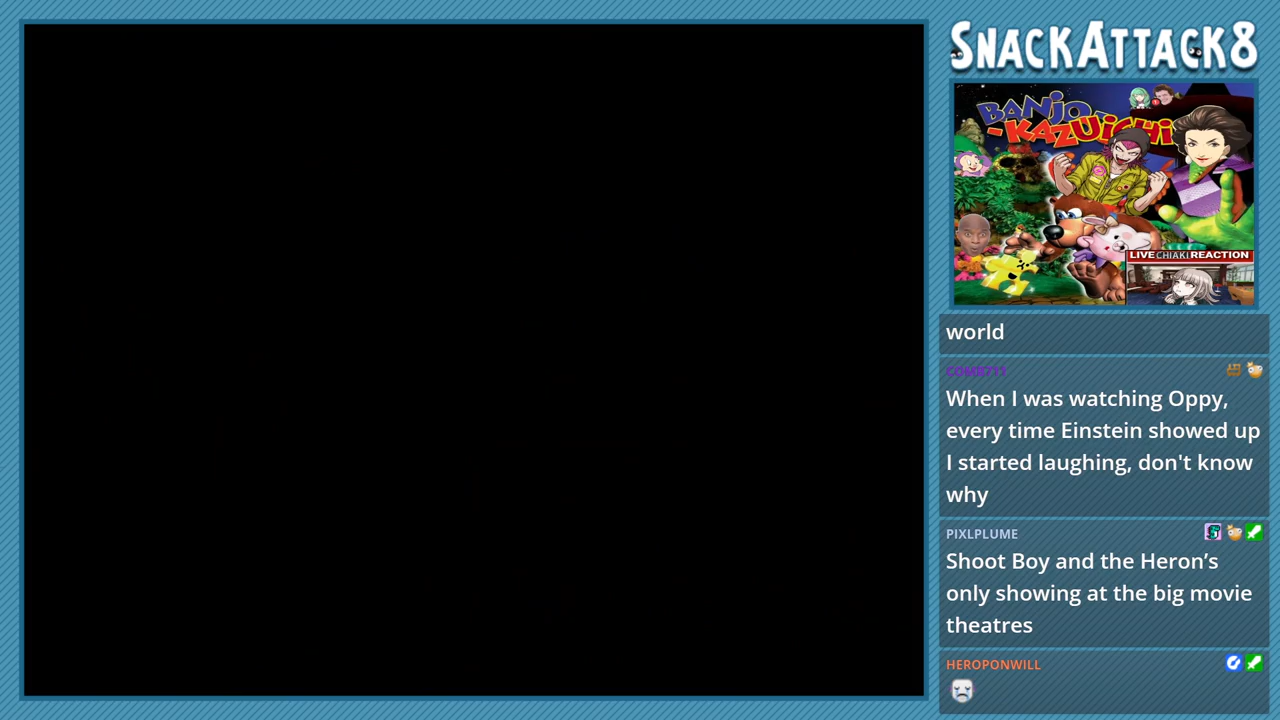 SNACKATTACK8
BANJO
-KAZUICHI
LIVE CHIAKI REACTION
world
COMET11
When I was watching Oppy,
every time Einstein showed up
I started laughing, don't know
why
PIXLPLUME
Shoot Boy and the Heron's
only showing at the big movie
theatres
HEROPONWILL